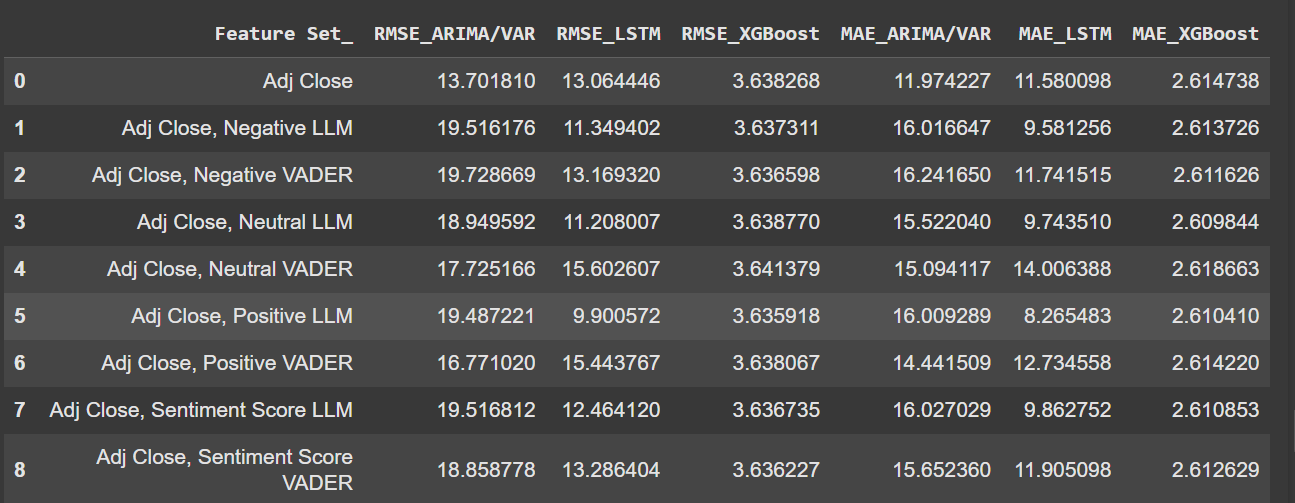 Feature Set_ RMSE_ARIMA/VAR RMSE_LSTM RMSE_XGBoost MAE_ARIMA/VAR MAE_LSTM MAE_XGBoost
0 Adj Close 13.701810 13.064446 3.638268 11.974227 11.580098 2.614738
1 Adj Close, Negative LLM 19.516176 11.349402 3.637311 16.016647 9.581256 2.613726
2 Adj Close, Negative VADER 19.728669 13.169320 3.636598 16.241650 11.741515 2.611626
3 Adj Close, Neutral LLM 18.949592 11.208007 3.638770 15.522040 9.743510 2.609844
4 Adj Close, Neutral VADER 17.725166 15.602607 3.641379 15.094117 14.006388 2.618663
5 Adj Close, Positive LLM 19.487221 9.900572 3.635918 16.009289 8.265483 2.610410
6 Adj Close, Positive VADER 16.771020 15.443767 3.638067 14.441509 12.734558 2.614220
7 Adj Close, Sentiment Score LLM 19.516812 12.464120 3.636735 16.027029 9.862752 2.610853
8 Adj Close, Sentiment Score 18.858778 13.286404 3.636227 15.652360 11.905098 2.612629
VADER